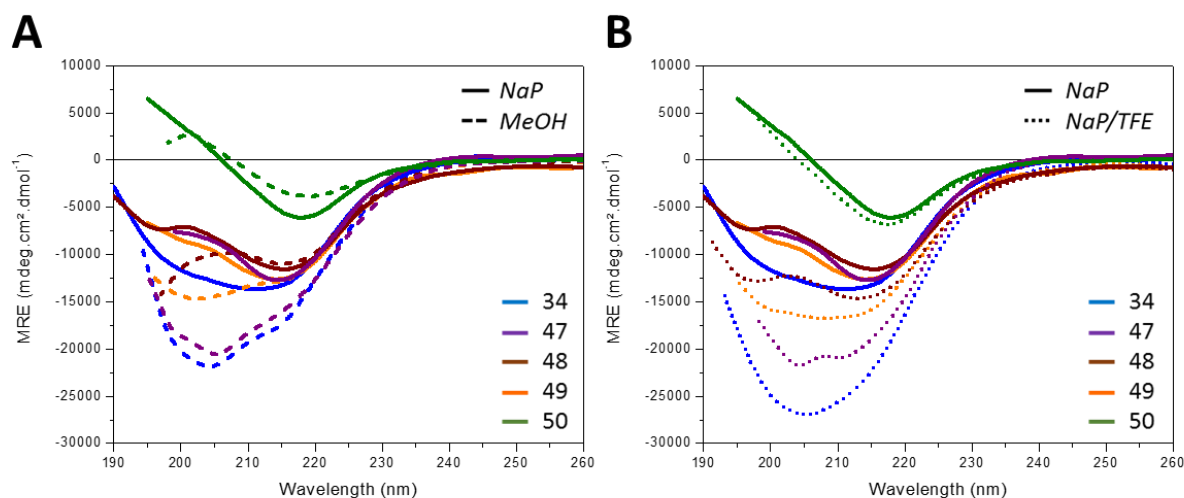 A
MRE (mdeg.cm².dmol⁻¹)
10000
5000
0
-5000
-10000
-15000
-20000
-25000
-30000
NaP
MeOH
34
47
48
49
50
190 200 210 220 230 240 250 260
Wavelength (nm)
B
MRE (mdeg.cm².dmol⁻¹)
10000
5000
0
-5000
-10000
-15000
-20000
-25000
-30000
NaP
NaP/TFE
34
47
48
49
50
190 200 210 220 230 240 250 260
Wavelength (nm)